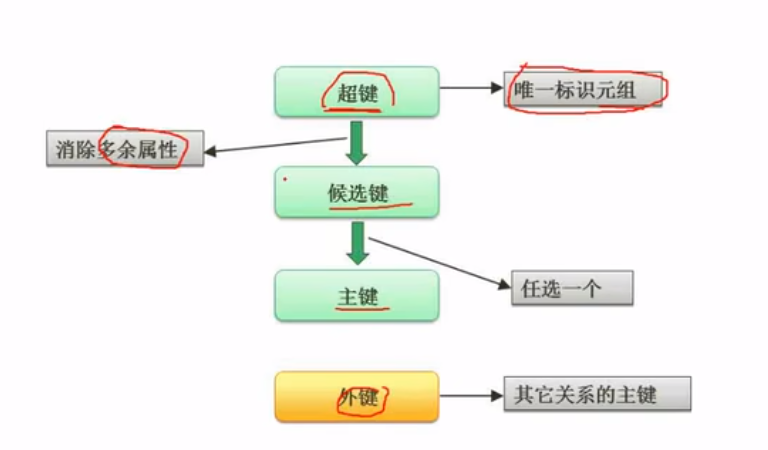 超键
唯一标识元组
消除多余属性
候选键
主键
任选一个
外键
其它关系的主键